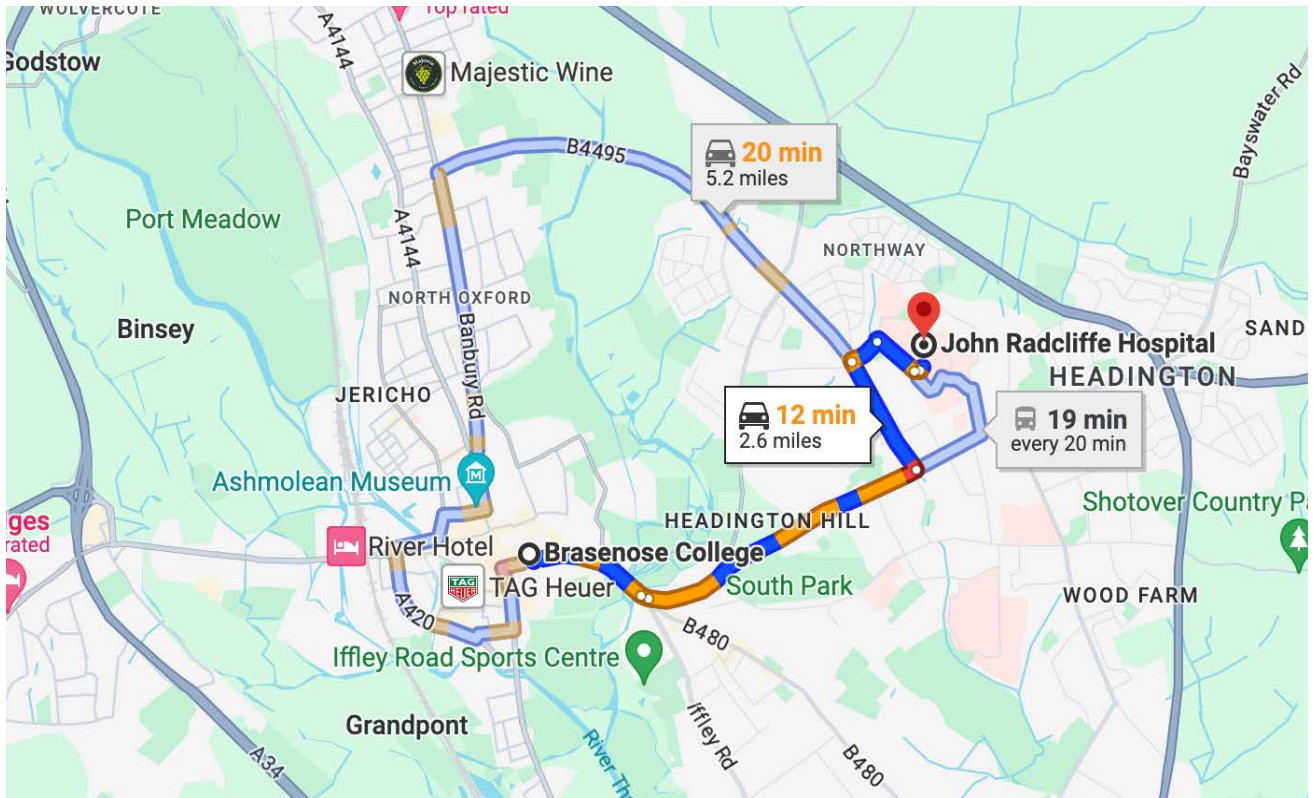 WOLVERCOTE
Top rated
A4144
Godstow
Majestic Wine
Bayswater Rd
B4495
20 min
5.2 miles
Port Meadow
A4144
NORTHWAY
NORTH OXFORD
Binsey
Banbury Rd
John Radcliffe Hospital
SAND
HEADINGTON
JERICHO
12 min
2.6 miles
19 min
every 20 min
Ashmolean Museum
Shotover Country Pa
ges
rated
HEADINGTON HILL
River Hotel
Brasenose College
TAG HEUER
TAG Heuer
South Park
WOOD FARM
A420
B480
Iffley Road Sports Centre
Grandpont
Iffley Rd
River Th
A34
B480